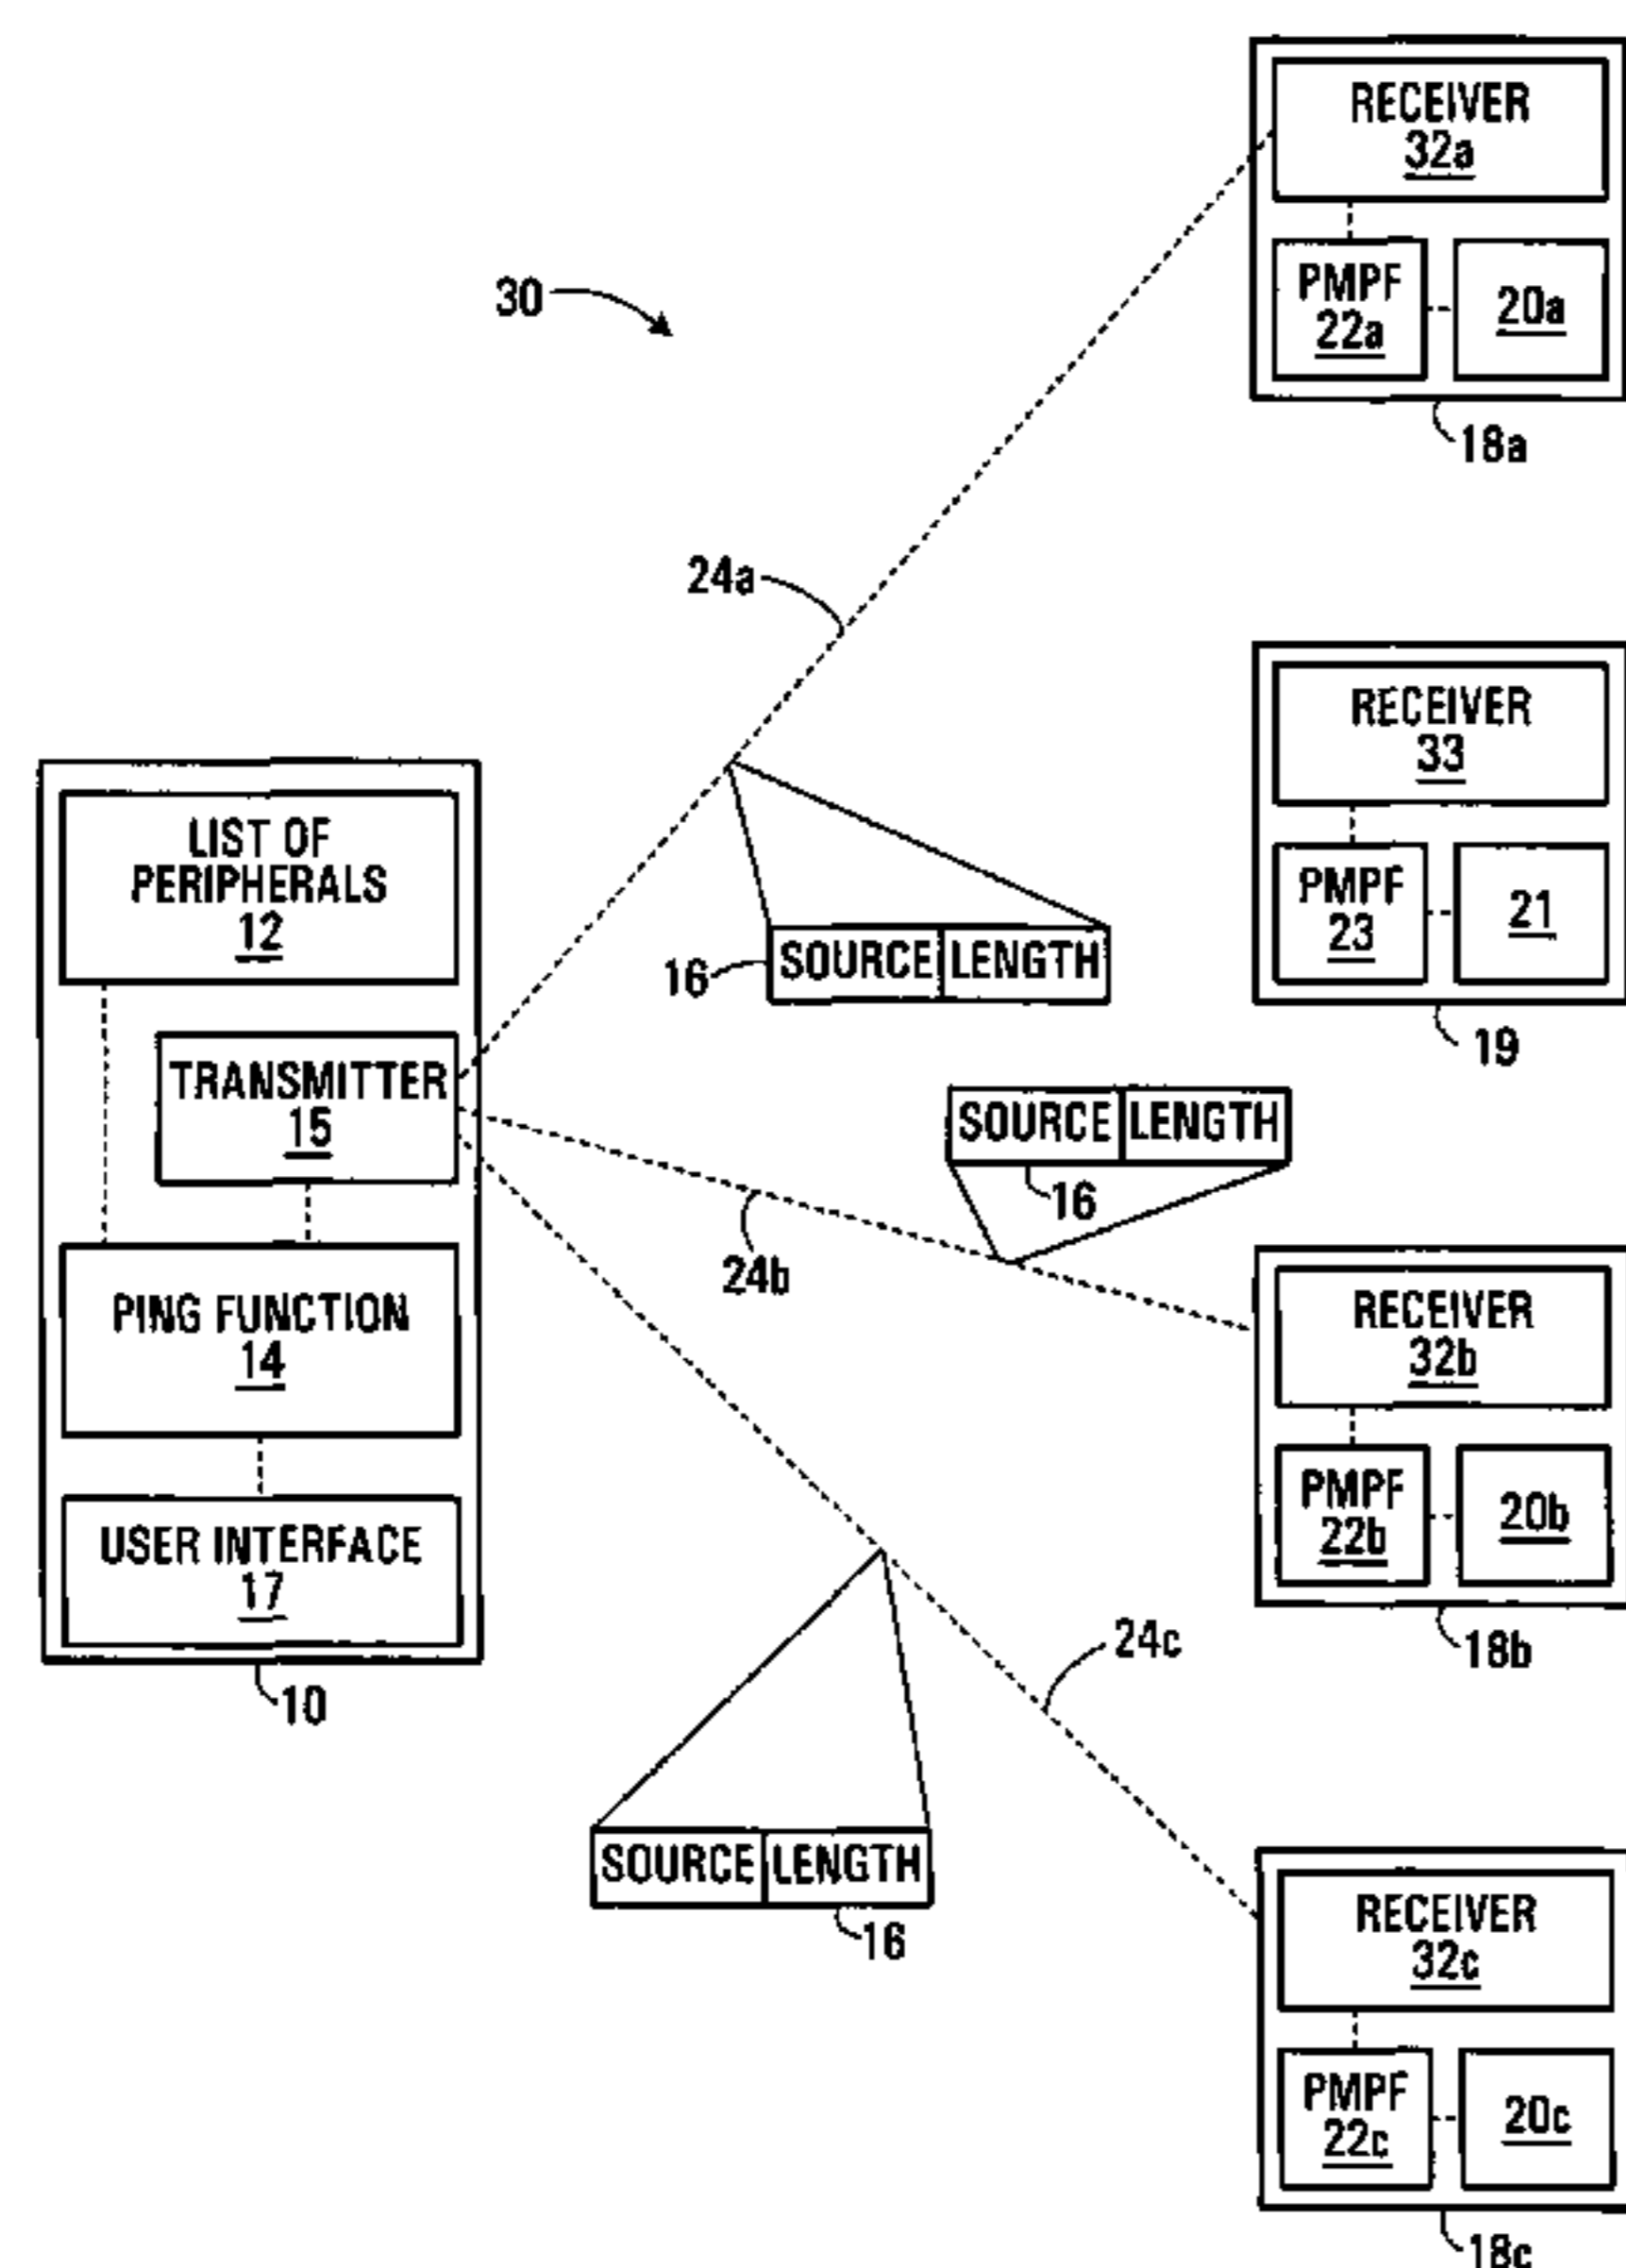 RECEIVER
32a
PMPF
22a
20a
18a
30
24a
RECEIVER
33
PMPF
23
21
19
LIST OF
PERIPHERALS
12
SOURCE LENGTH
16
TRANSMITTER
15
SOURCE LENGTH
16
24b
PING FUNCTION
14
RECEIVER
32b
PMPF
22b
20b
18b
USER INTERFACE
17
10
24c
SOURCE LENGTH
16
RECEIVER
32c
PMPF
22c
20c
18c